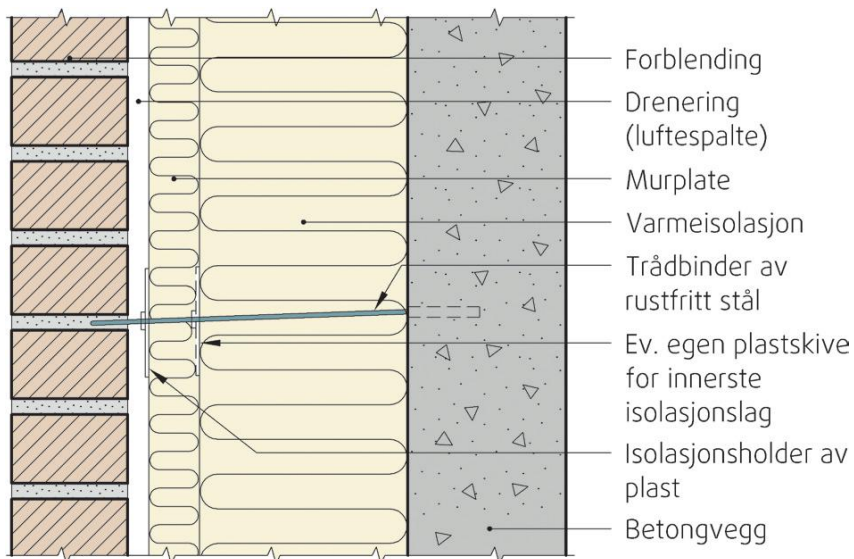 Forblending
Drenering
(luftespalte)
Murplate
Varmeisolasjon
Trådbinder av
rustfritt stål
Ev. egen plastskive
for innerste
isolasjonslag
Isolasjonsholder av
plast
Betongvegg